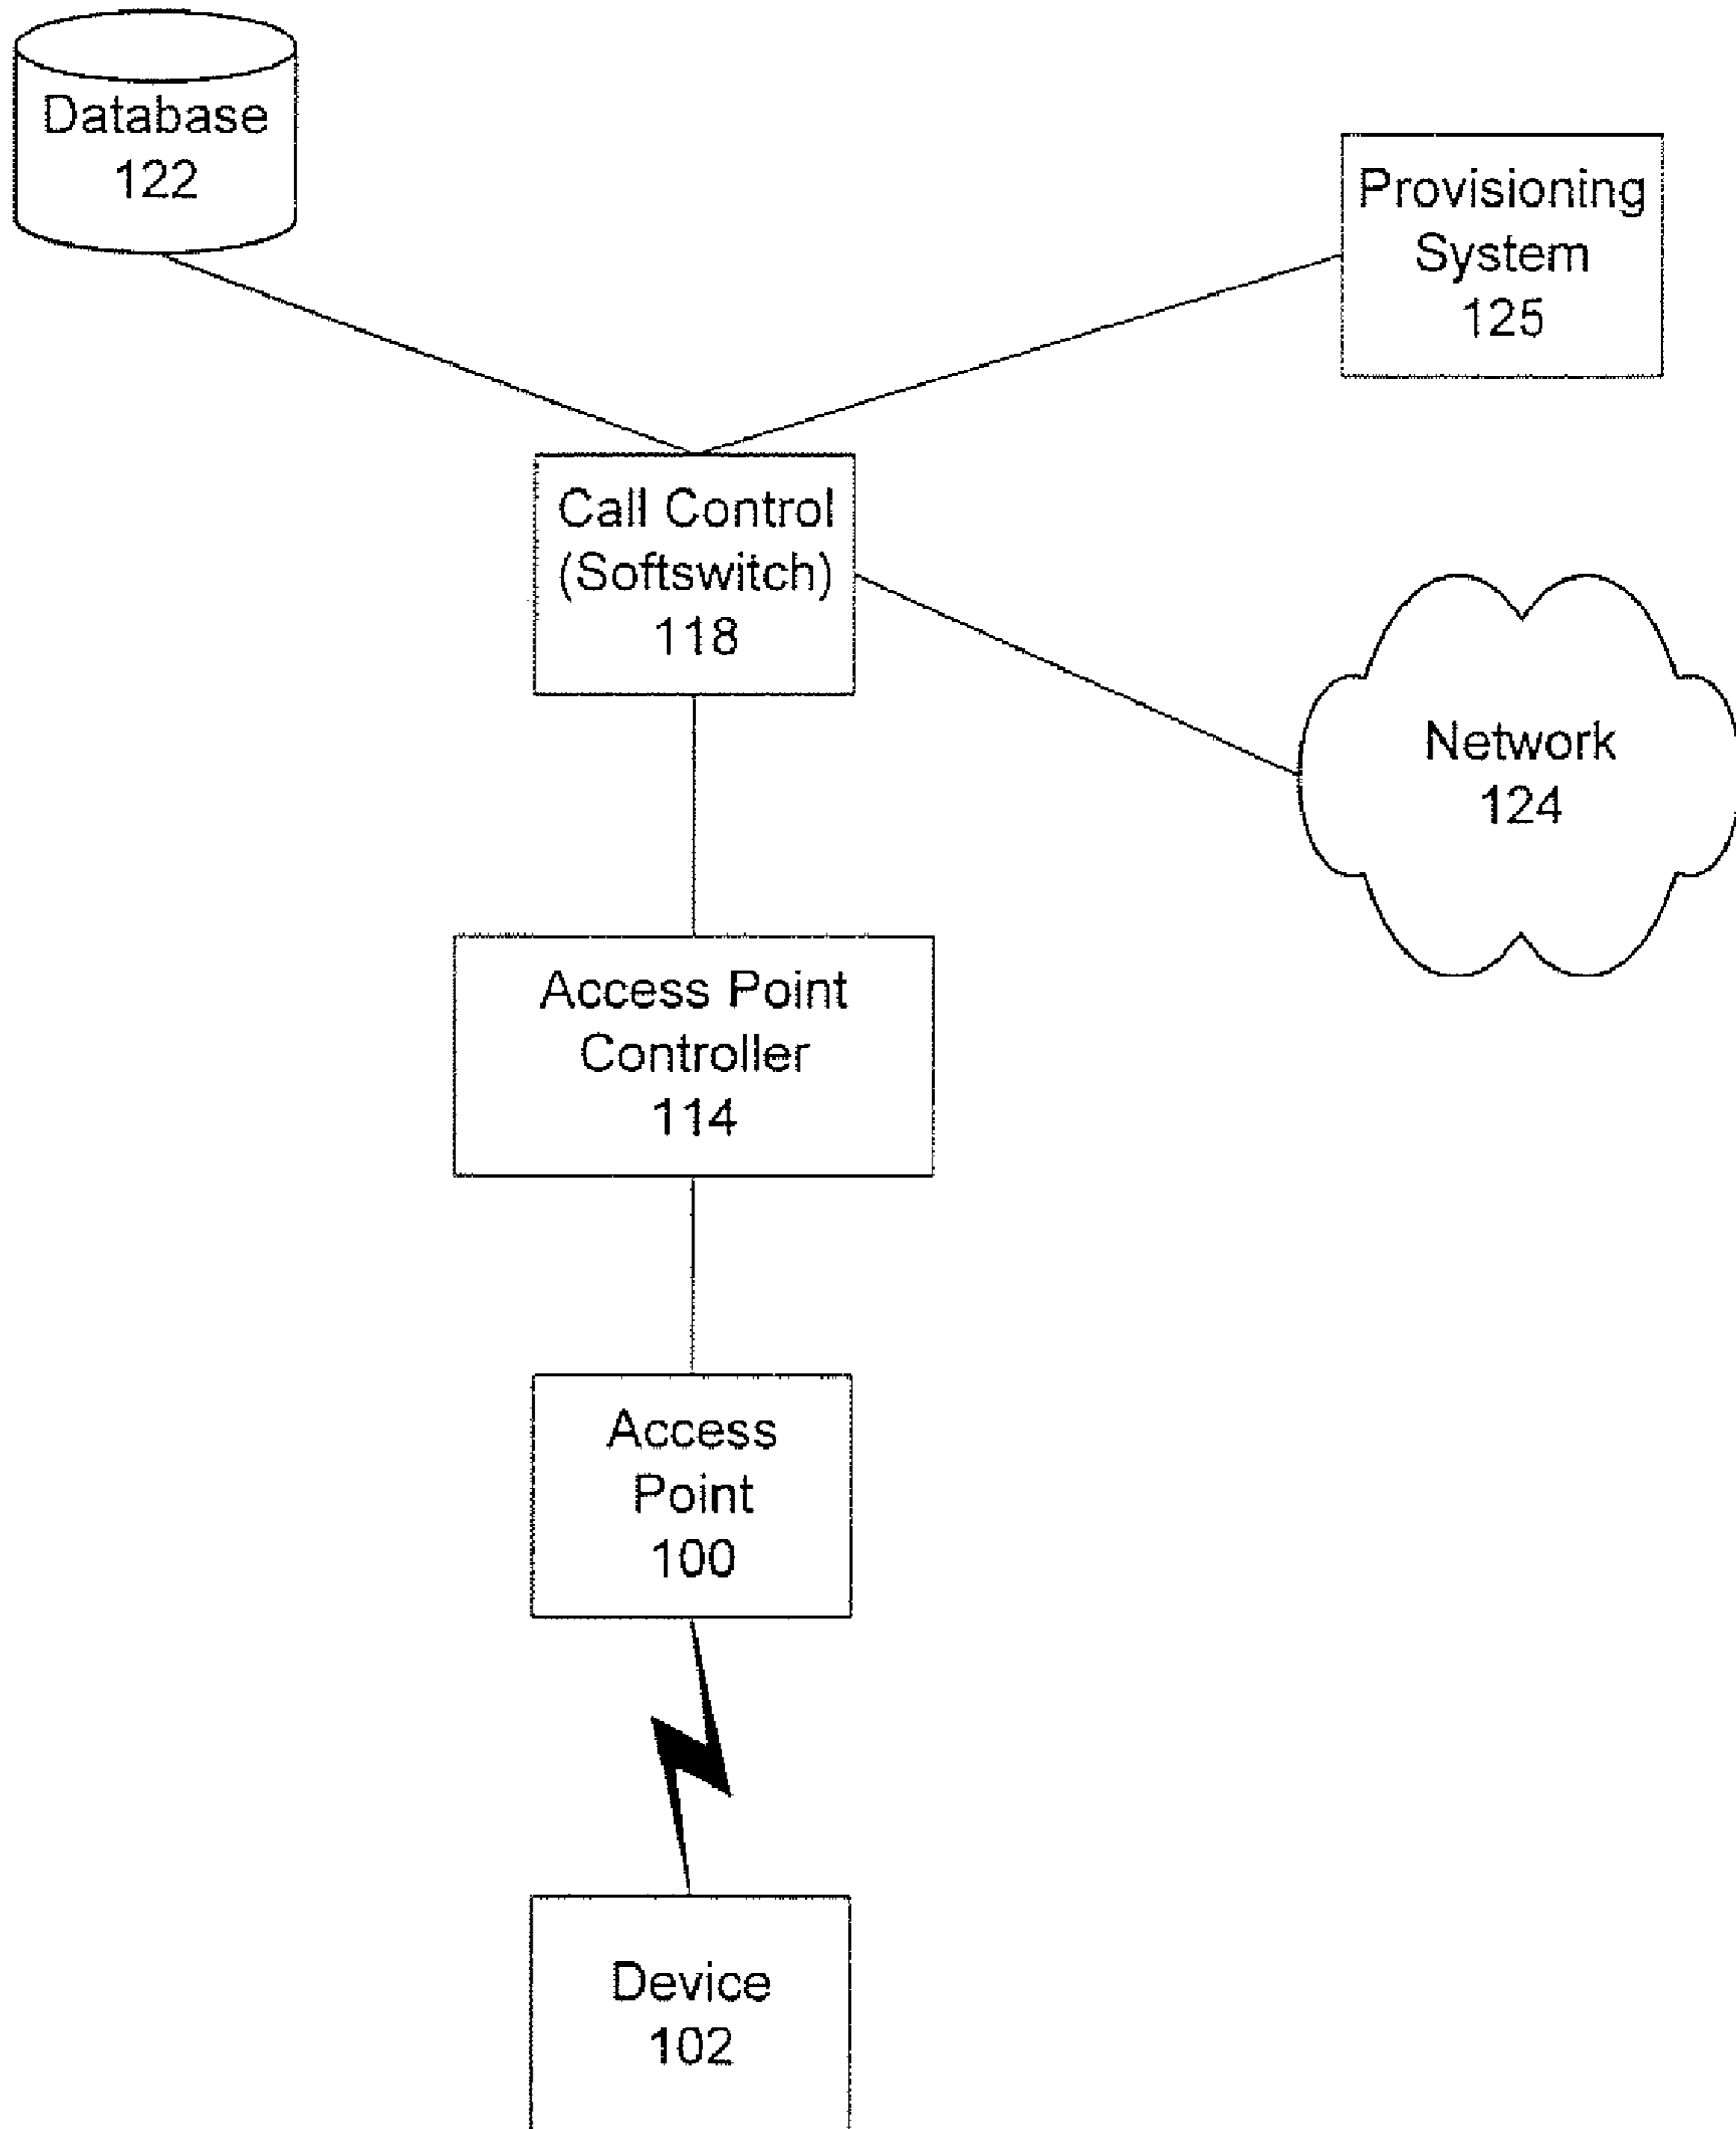 Database
122
Provisioning
System
125
Call Control
(Softswitch)
118
Network
124
Access Point
Controller
114
Access
Point
100
Device
102